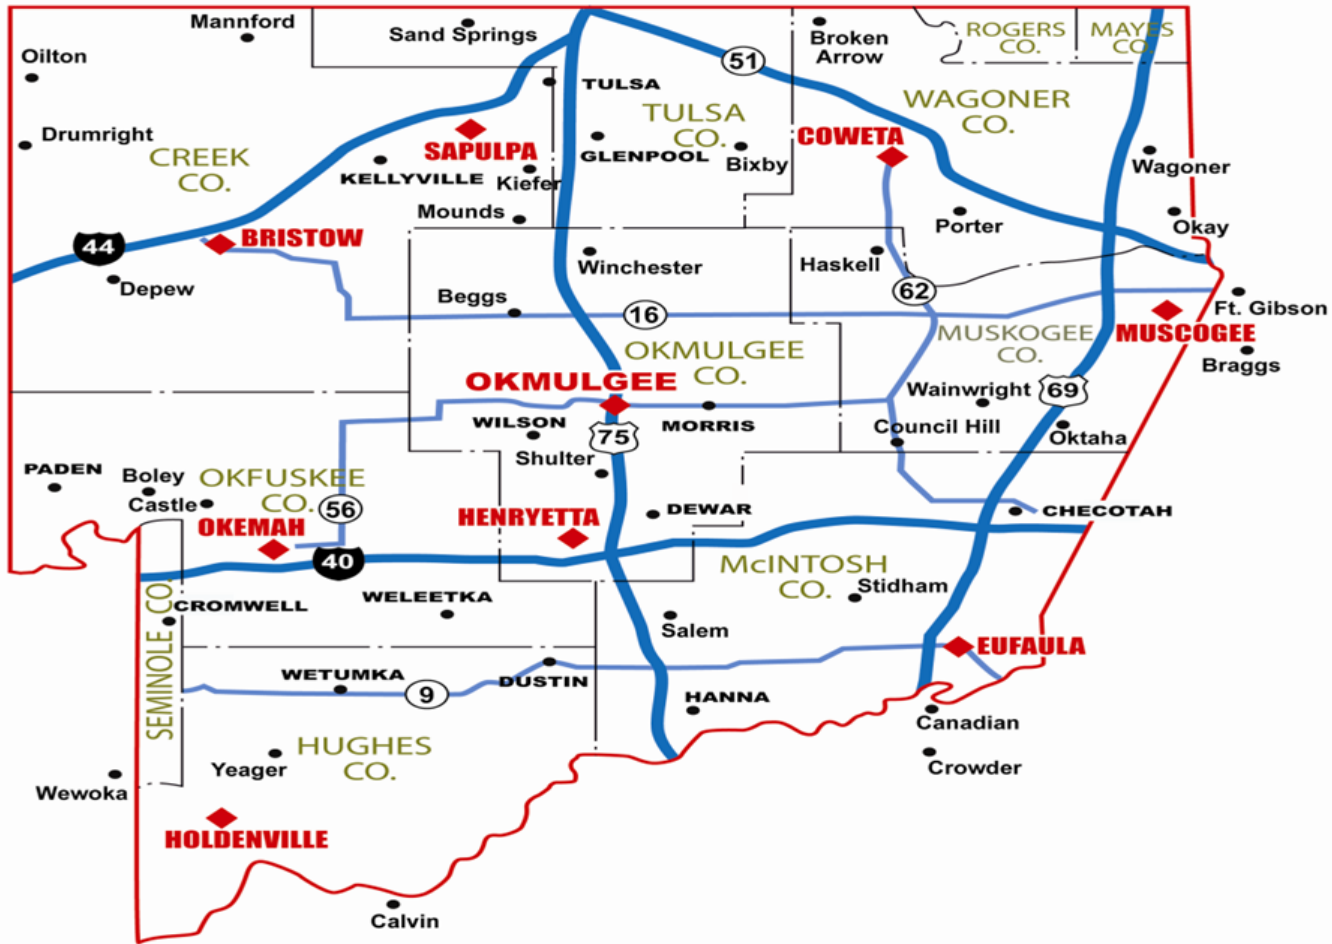 Mannford
Sand Springs
Broken
Arrow
ROGERS
CO.
MAYES
CO.
Oilton
51
TULSA
TULSA
CO.
WAGONER
CO.
Drumright
CREEK
CO.
SAPULPA
GLENPOOL
Bixby
COWETA
Wagoner
KELLYVILLE
Kiefer
Mounds
Porter
Okay
44
BRISTOW
Depew
Winchester
Haskell
Beggs
16
62
Ft. Gibson
MUSKOGEE
CO.
MUSCOGEE
Braggs
OKMULGEE
CO.
OKMULGEE
Wainwright
69
WILSON
75
MORRIS
Council Hill
Oktaha
Shulter
PADEN
Boley
Castle
OKFUSKEE
CO.
56
OKEMAH
HENRYETTA
DEWAR
CHECOTAH
40
McINTOSH
CO.
Stidham
SEMINOLE CO.
CROMWELL
WELEETKA
Salem
EUFAULA
WETUMKA
9
DUSTIN
HANNA
Canadian
HUGHES
CO.
Yeager
Crowder
Wewoka
HOLDENVILLE
Calvin